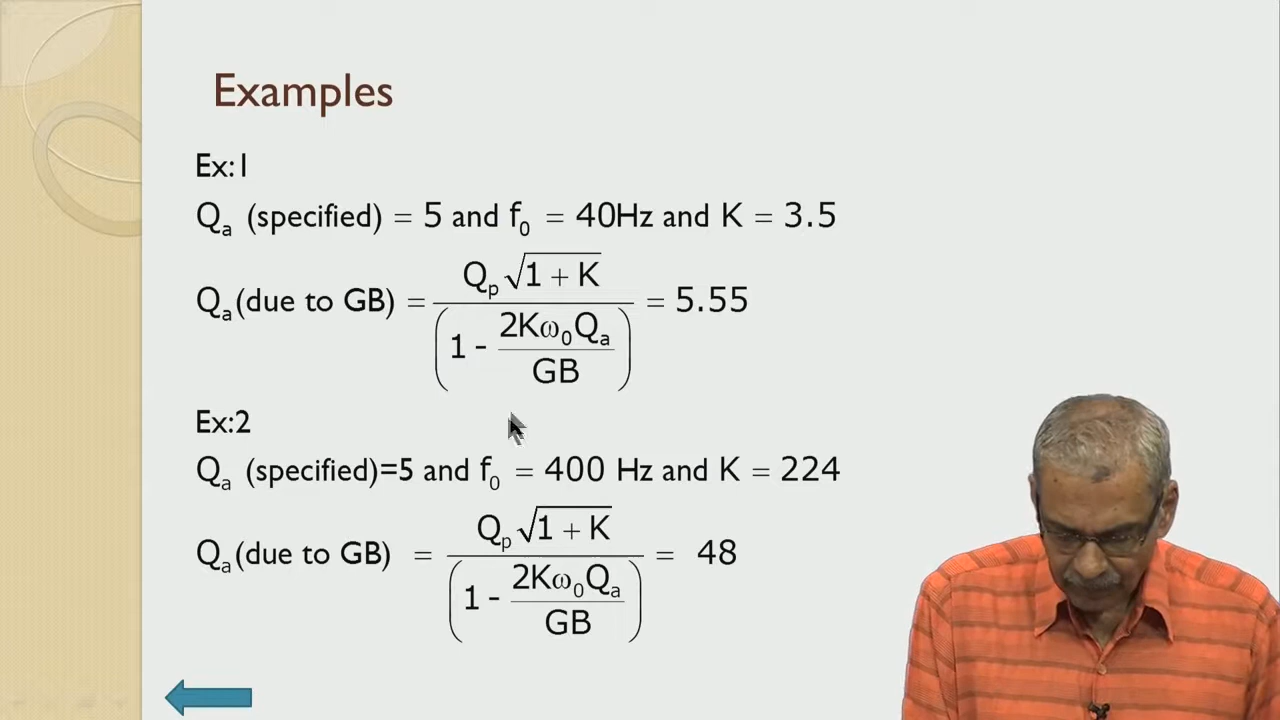 Examples
Ex:1
Qₐ (specified) = 5 and f₀ = 40Hz and K = 3.5
Qₐ(due to GB) = Qₚ√(1 + K) / (1 - 2Kω₀Qₐ / GB) = 5.55
Ex:2
Qₐ (specified)=5 and f₀ = 400 Hz and K = 224
Qₐ(due to GB) = Qₚ√(1 + K) / (1 - 2Kω₀Qₐ / GB) = 48